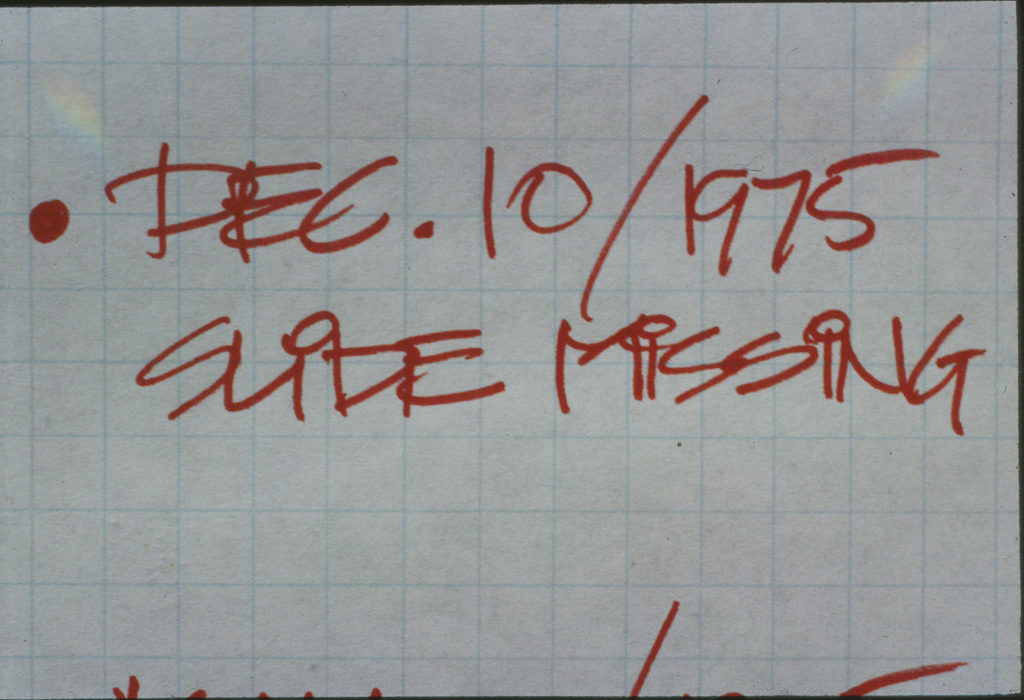 • DEC. 10/1975
SLIDE MISSING